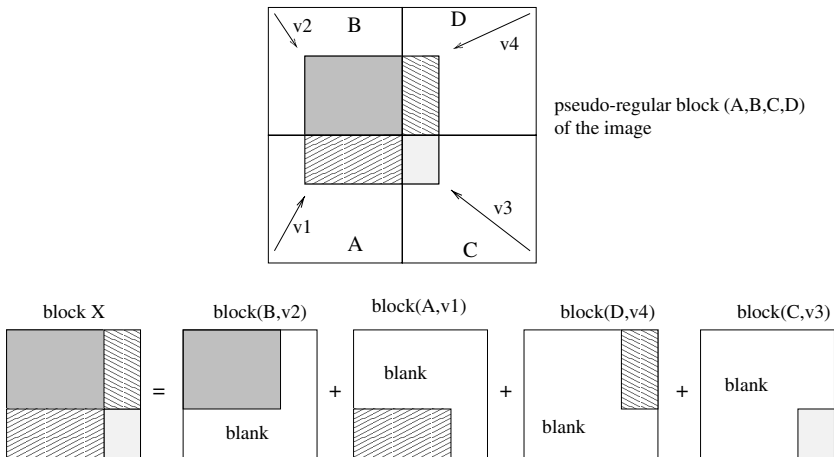 B
D
v2
v4
pseudo-regular block (A,B,C,D)
of the image
v1
v3
A
C
block X
block(B,v2)
block(A,v1)
block(D,v4)
block(C,v3)
= blank + blank + blank + blank